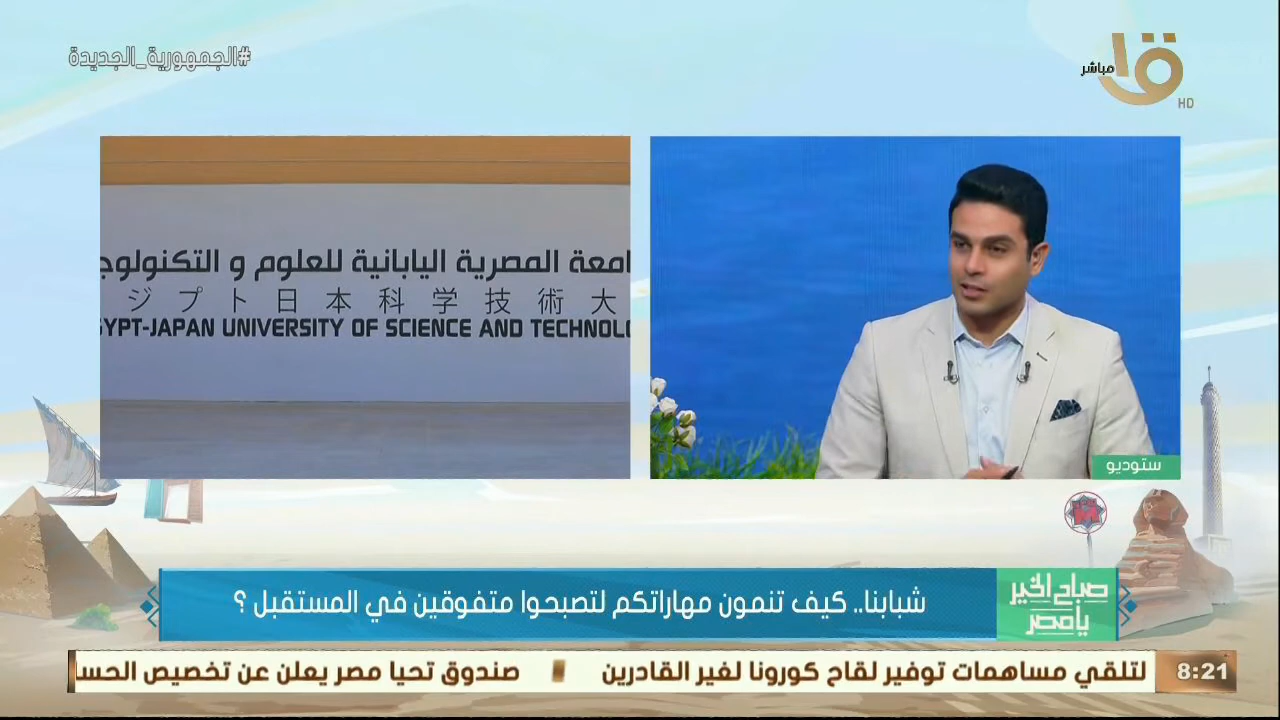 #الجمهورية_الجديدة
مباشر
HD
امعة المصرية اليابانية للعلوم و التكنولوج
ジプト日本科学技術大
GYPT-JAPAN UNIVERSITY OF SCIENCE AND TECHNOLO
ستوديو
صباح الخير
يا مصر
شبابنا.. كيف تنمون مهاراتكم لتصبحوا متفوقين في المستقبل ؟
8:21
لتلقي مساهمات توفير لقاح كورونا لغير القادرين
صندوق تحيا مصر يعلن عن تخصيص الحسا